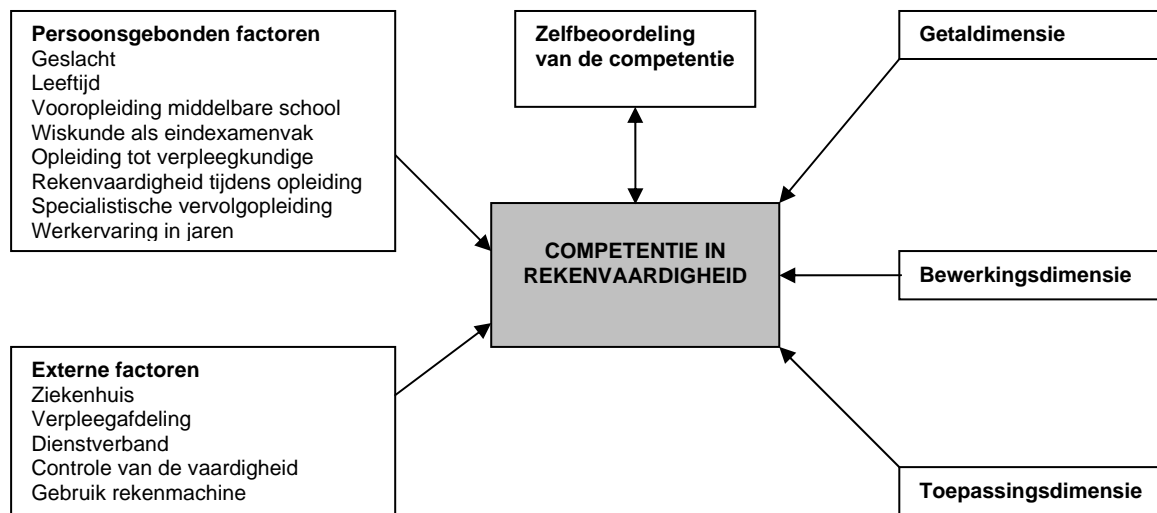 Persoonsgebonden factoren
Geslacht
Leeftijd
Vooropleiding middelbare school
Wiskunde als eindexamenvak
Opleiding tot verpleegkundige
Rekenvaardigheid tijdens opleiding
Specialistische vervolgopleiding
Werkervaring in jaren
Zelfbeoordeling
van de competentie
Getaldimensie
COMPETENTIE IN
REKENVAARDIGHEID
Bewerkingsdimensie
Externe factoren
Ziekenhuis
Verpleegafdeling
Dienstverband
Controle van de vaardigheid
Gebruik rekenmachine
Toepassingsdimensie